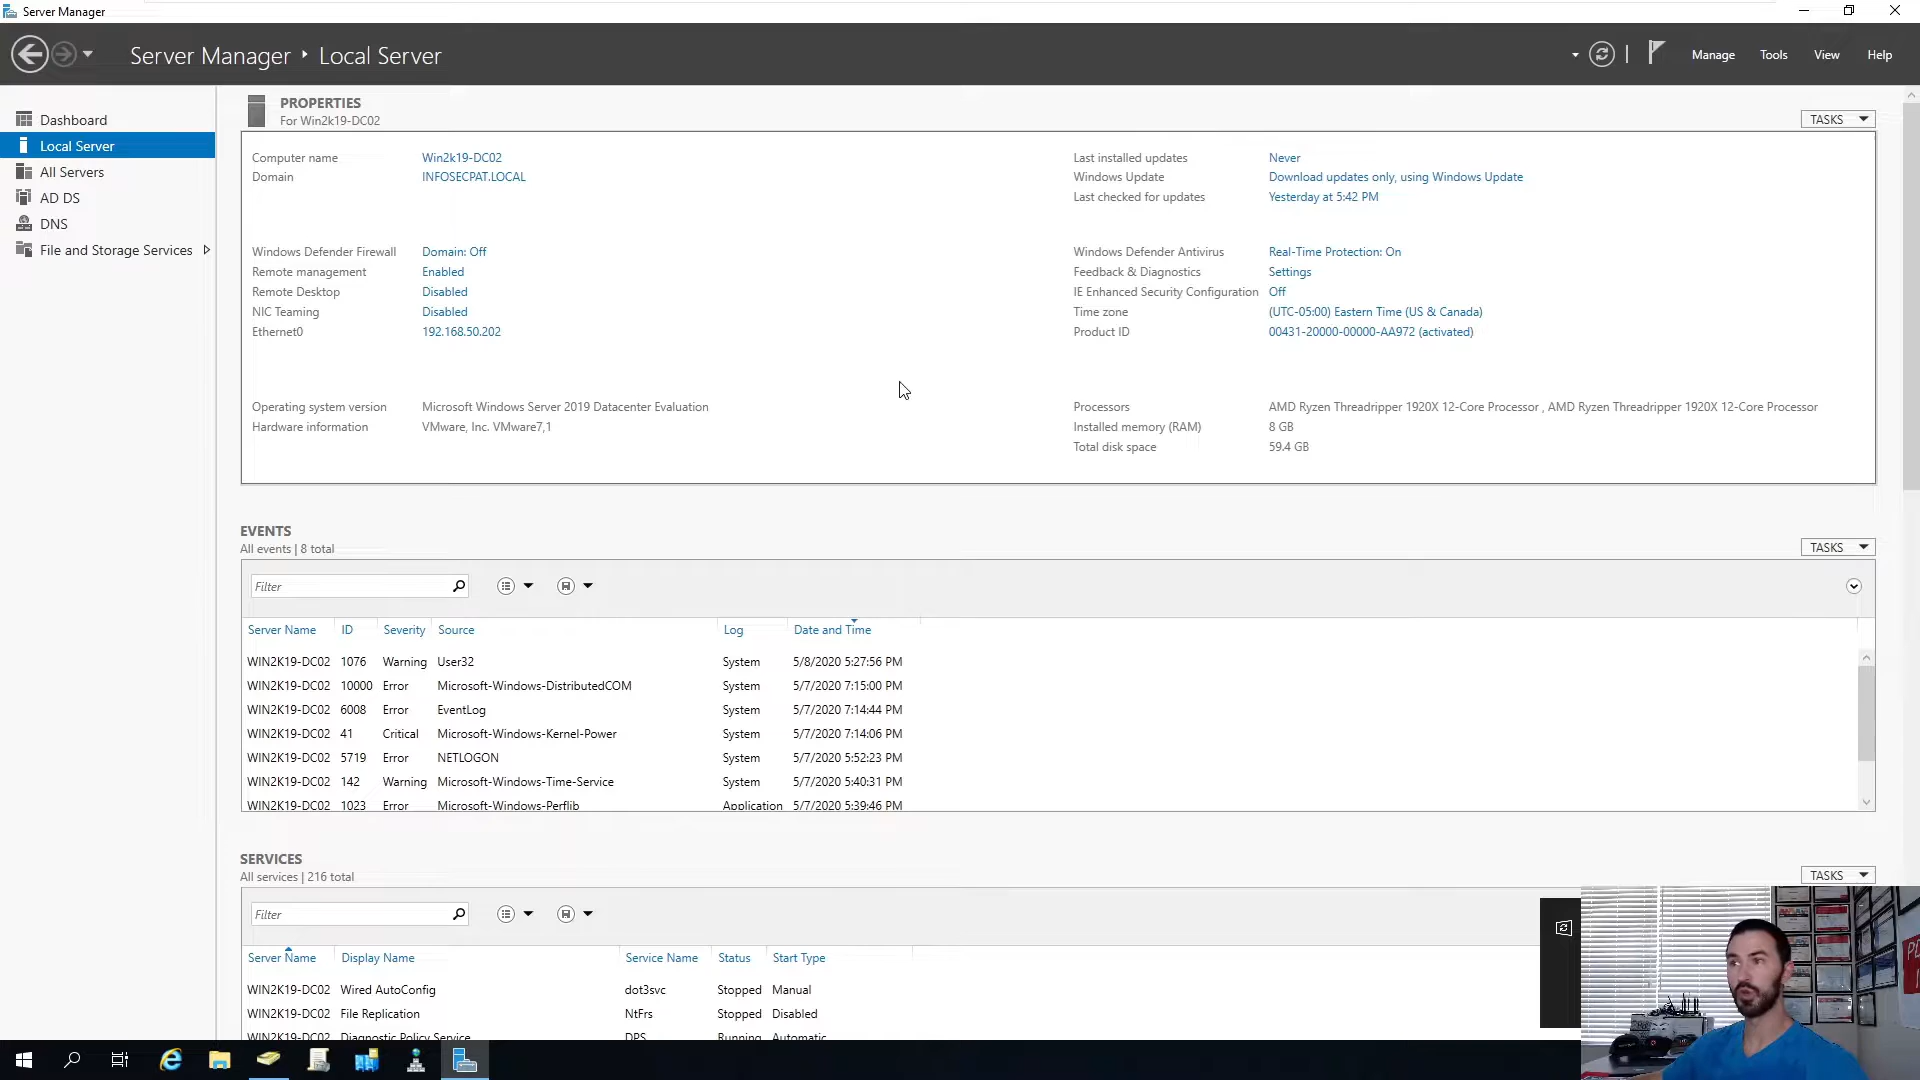 Server Manager
Server Manager ‣ Local Server
Manage Tools View Help
Dashboard
Local Server
All Servers
AD DS
DNS
File and Storage Services
PROPERTIES
For Win2k19-DC02
TASKS
Computer name Win2k19-DC02
Domain INFOSECPAT.LOCAL
Last installed updates Never
Windows Update Download updates only, using Windows Update
Last checked for updates Yesterday at 5:42 PM
Windows Defender Firewall Domain: Off
Remote management Enabled
Remote Desktop Disabled
NIC Teaming Disabled
Ethernet0 192.168.50.202
Windows Defender Antivirus Real-Time Protection: On
Feedback & Diagnostics Settings
IE Enhanced Security Configuration Off
Time zone (UTC-05:00) Eastern Time (US & Canada)
Product ID 00431-20000-00000-AA972 (activated)
Operating system version Microsoft Windows Server 2019 Datacenter Evaluation
Hardware information VMware, Inc. VMware7,1
Processors AMD Ryzen Threadripper 1920X 12-Core Processor , AMD Ryzen Threadripper 1920X 12-Core Processor
Installed memory (RAM) 8 GB
Total disk space 59.4 GB
EVENTS
All events | 8 total
TASKS
Filter
Server Name ID Severity Source Log Date and Time
WIN2K19-DC02 1076 Warning User32 System 5/8/2020 5:27:56 PM
WIN2K19-DC02 10000 Error Microsoft-Windows-DistributedCOM System 5/7/2020 7:15:00 PM
WIN2K19-DC02 6008 Error EventLog System 5/7/2020 7:14:44 PM
WIN2K19-DC02 41 Critical Microsoft-Windows-Kernel-Power System 5/7/2020 7:14:06 PM
WIN2K19-DC02 5719 Error NETLOGON System 5/7/2020 5:52:23 PM
WIN2K19-DC02 142 Warning Microsoft-Windows-Time-Service System 5/7/2020 5:40:31 PM
WIN2K19-DC02 1023 Error Microsoft-Windows-Perflib Application 5/7/2020 5:39:46 PM
SERVICES
All services | 216 total
TASKS
Filter
Server Name Display Name Service Name Status Start Type
WIN2K19-DC02 Wired AutoConfig dot3svc Stopped Manual
WIN2K19-DC02 File Replication NtFrs Stopped Disabled
WIN2K19-DC02 Diagnostic Policy Service DPS Running Automatic